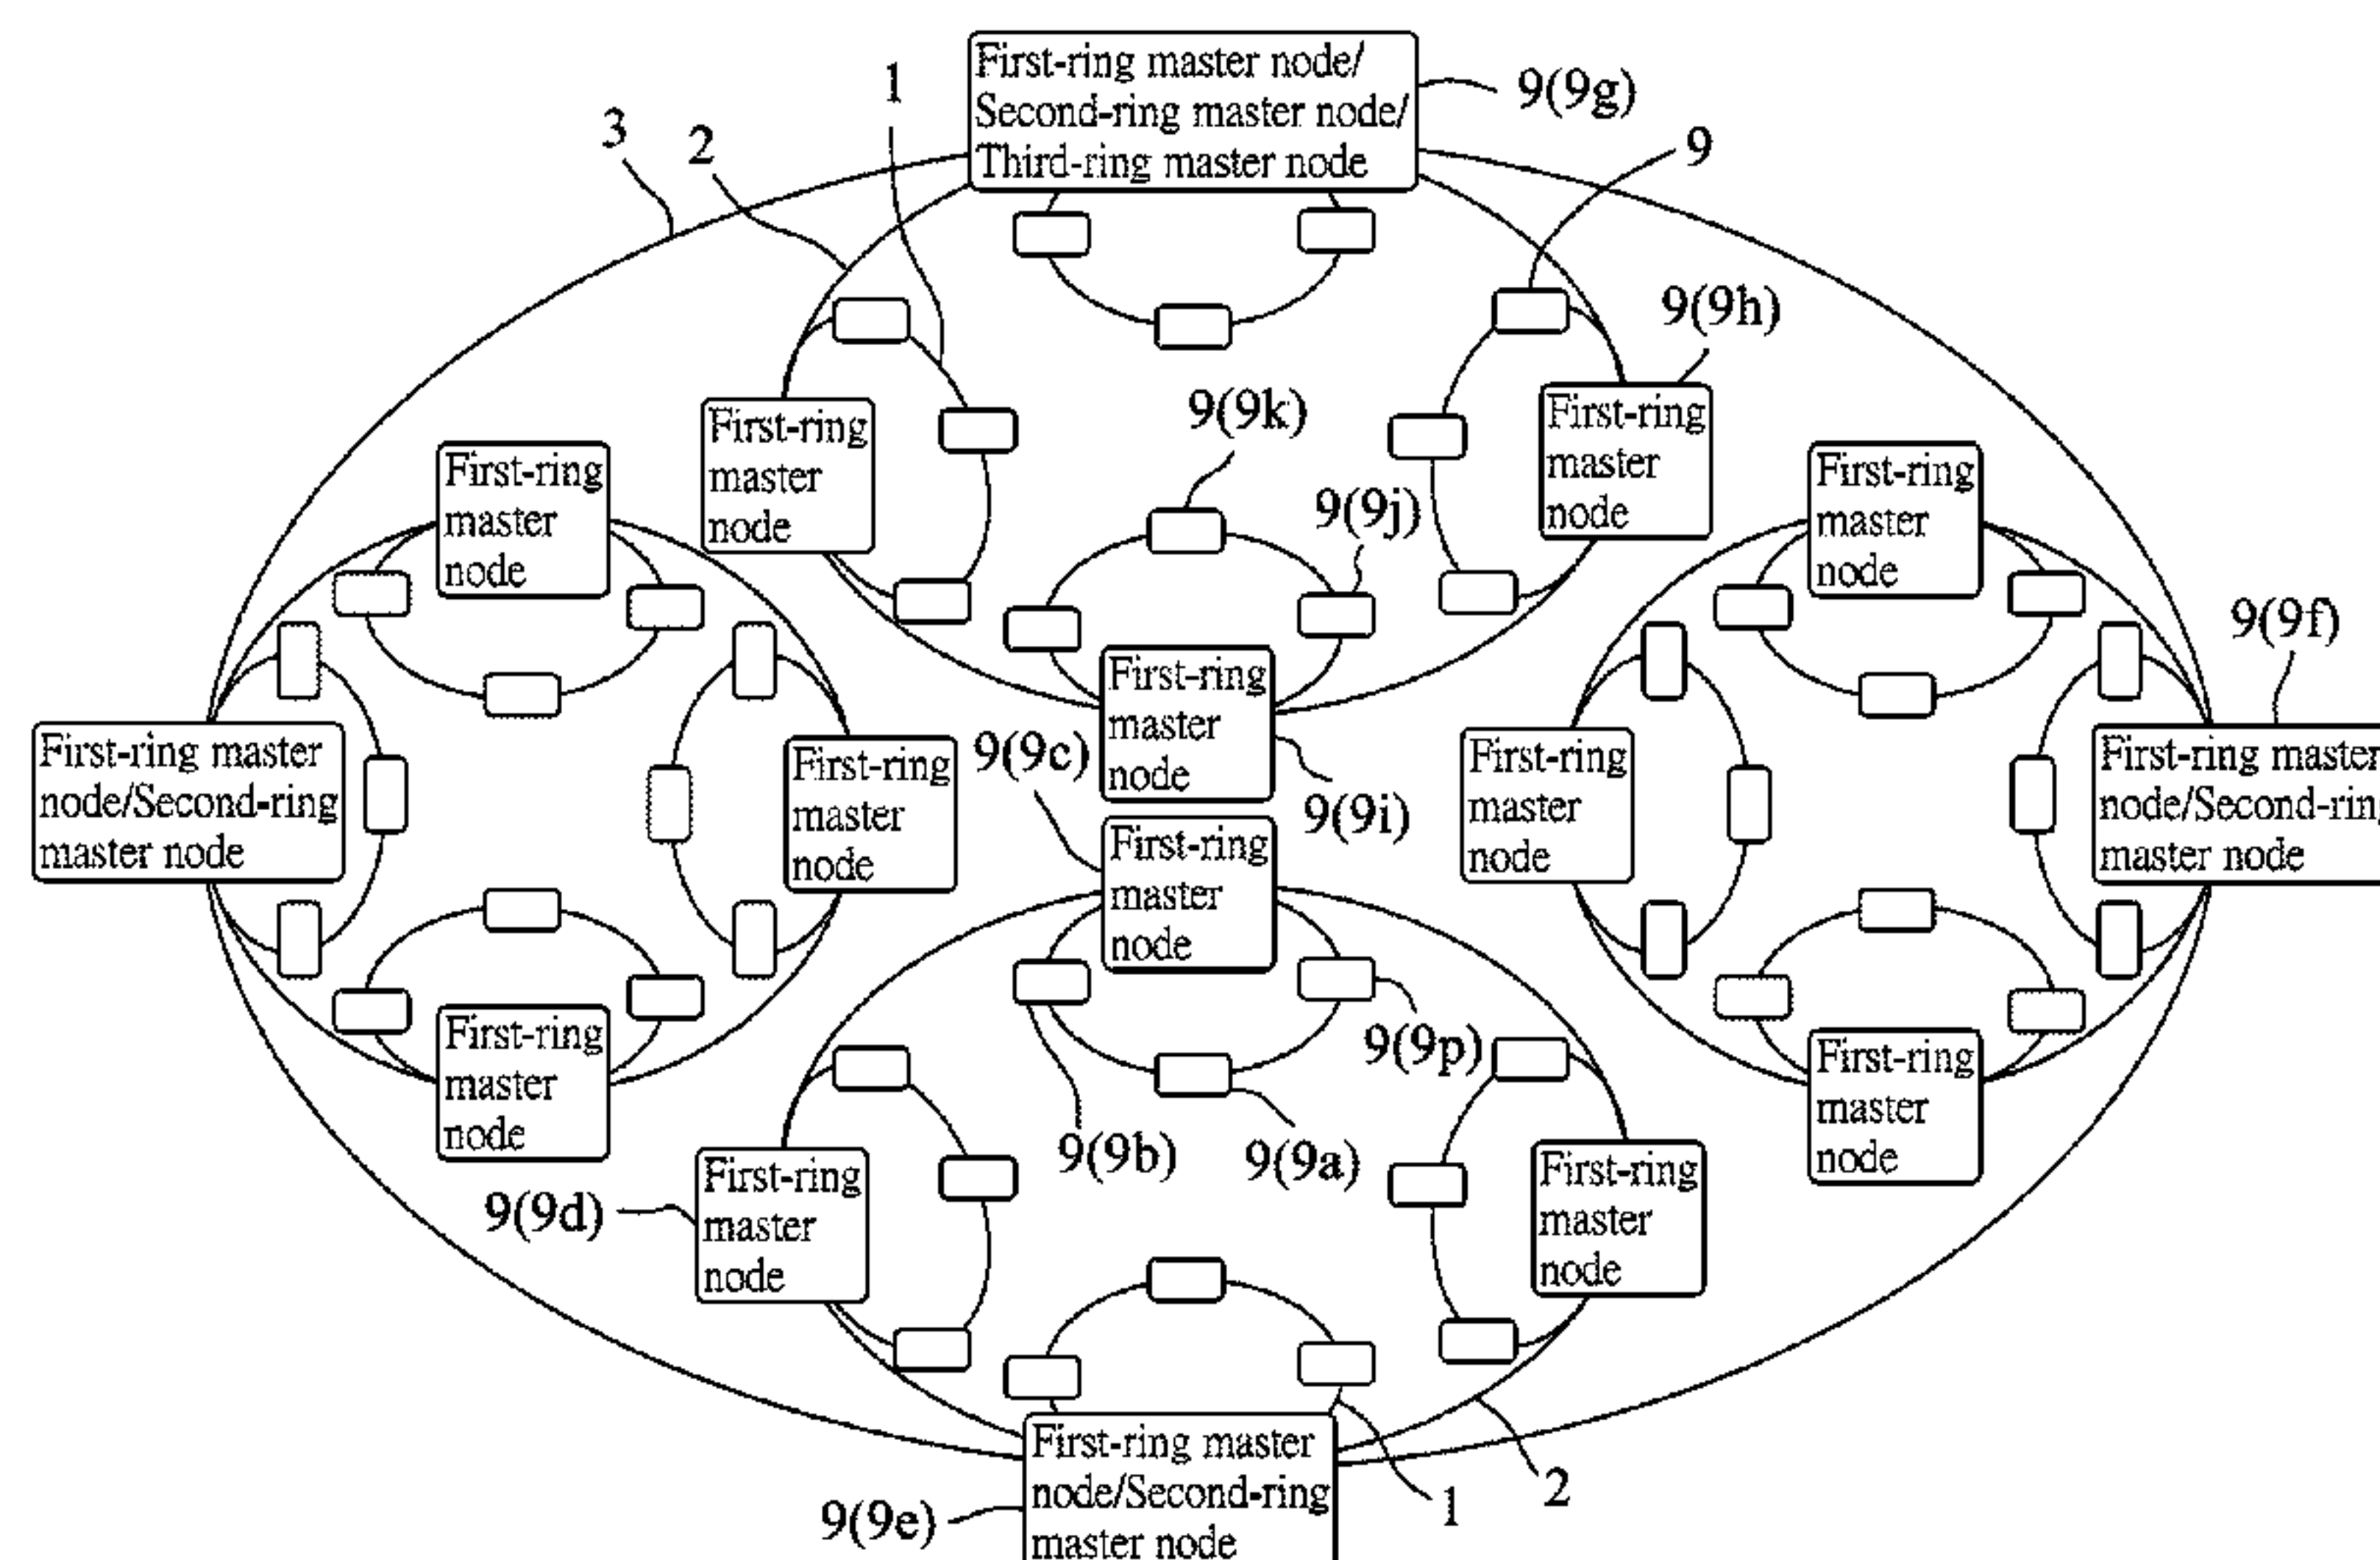 First-ring master node/
Second-ring master node/
Third-ring master node
9(9g)
1
3
2
9
9(9h)
First-ring
master
node
First-ring
master
node
9(9k)
9(9j)
First-ring
master
node
First-ring
master
node
9(9f)
First-ring
master
node
9(9i)
First-ring master
node/Second-ring
master node
First-ring
master
node
9(9c)
First-ring
master
node
First-ring
master
node
First-ring master
node/Second-ring
master node
First-ring
master
node
9(9p)
9(9b)
9(9a)
First-ring
master
node
9(9d)
First-ring
master
node
First-ring
master
node
First-ring master
node/Second-ring
master node
9(9e)
1
2